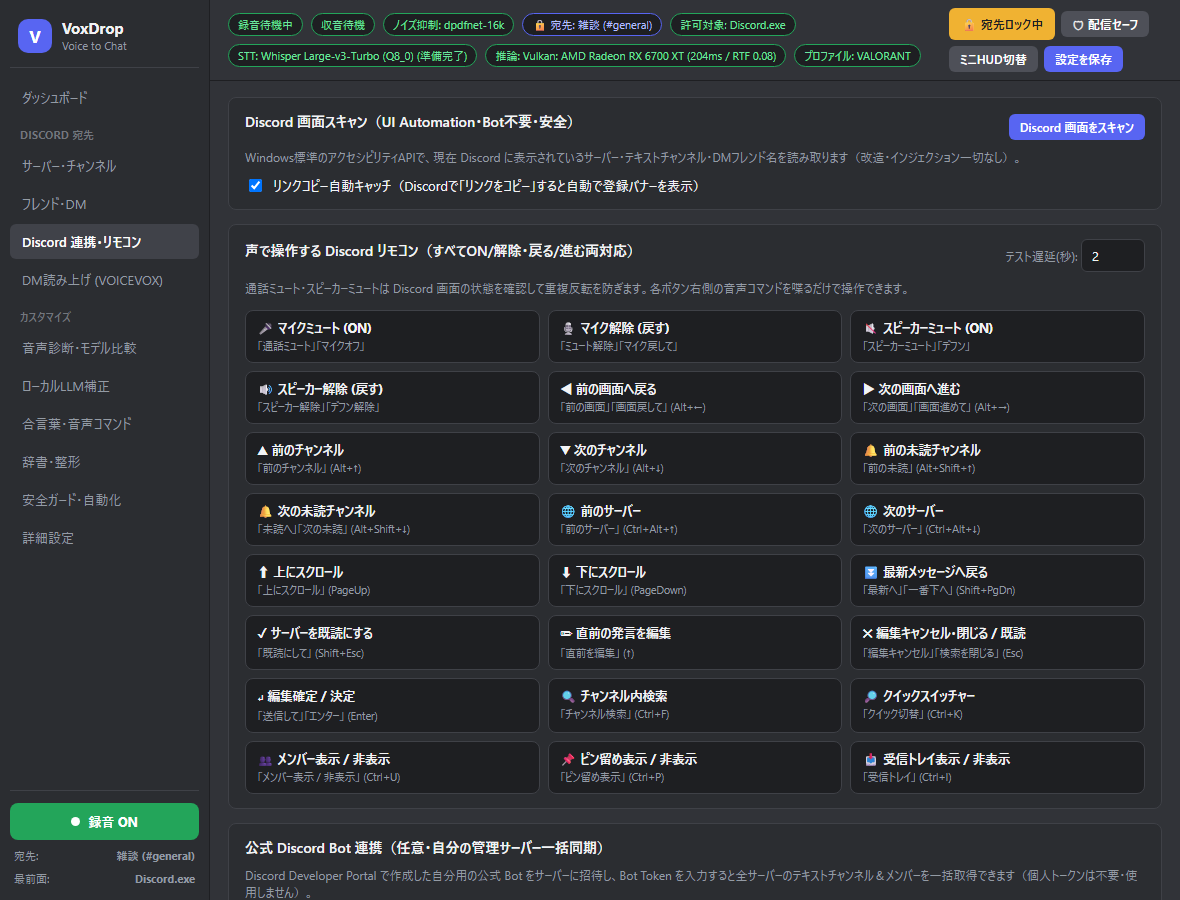 V
VoxDrop
Voice to Chat
ダッシュボード
DISCORD 宛先
サーバー・チャンネル
フレンド・DM
Discord 連携・リモコン
DM読み上げ (VOICEVOX)
カスタマイズ
音声診断・モデル比較
ローカルLLM補正
合言葉・音声コマンド
辞書・整形
安全ガード・自動化
詳細設定
● 録音 ON
宛先: 雑談 (#general)
最前面: Discord.exe
録音待機中 収音待機 ノイズ抑制: dpdfnet-16k 🔒 宛先: 雑談 (#general) 許可対象: Discord.exe
STT: Whisper Large-v3-Turbo (Q8_0) (準備完了) 推論: Vulkan: AMD Radeon RX 6700 XT (204ms / RTF 0.08) プロファイル: VALORANT
🔒 宛先ロック中 🛡 配信セーフ
ミニHUD切替 設定を保存
Discord 画面スキャン（UI Automation・Bot不要・安全）
Discord 画面をスキャン
Windows標準のアクセシビリティAPIで、現在 Discord に表示されているサーバー・テキストチャンネル・DMフレンド名を読み取ります（改造・インジェクション一切なし）。
リンクコピー自動キャッチ（Discordで「リンクをコピー」すると自動で登録バナーを表示）
声で操作する Discord リモコン（すべてON/解除・戻る/進む両対応）
テスト遅延(秒): 2
通話ミュート・スピーカーミュートは Discord 画面の状態を確認して重複反転を防ぎます。各ボタン右側の音声コマンドを喋るだけで操作できます。
🎤 マイクミュート (ON)
「通話ミュート」「マイクオフ」
🎙 マイク解除 (戻す)
「ミュート解除」「マイク戻して」
🔇 スピーカーミュート (ON)
「スピーカーミュート」「デフン」
🔊 スピーカー解除 (戻す)
「スピーカー解除」「デフン解除」
◀ 前の画面へ戻る
「前の画面」「画面戻して」 (Alt+←)
▶ 次の画面へ進む
「次の画面」「画面進めて」 (Alt+→)
▲ 前のチャンネル
「前のチャンネル」 (Alt+↑)
▼ 次のチャンネル
「次のチャンネル」 (Alt+↓)
🔔 前の未読チャンネル
「前の未読」 (Alt+Shift+↑)
🔔 次の未読チャンネル
「未読へ」「次の未読」 (Alt+Shift+↓)
🌐 前のサーバー
「前のサーバー」 (Ctrl+Alt+↑)
🌐 次のサーバー
「次のサーバー」 (Ctrl+Alt+↓)
⬆ 上にスクロール
「上にスクロール」 (PageUp)
⬇ 下にスクロール
「下にスクロール」 (PageDown)
⏬ 最新メッセージへ戻る
「最新へ」「一番下へ」 (Shift+PgDn)
✔ サーバーを既読にする
「既読にして」 (Shift+Esc)
✏ 直前の発言を編集
「直前を編集」 (↑)
✕ 編集キャンセル・閉じる / 既読
「編集キャンセル」「検索を閉じる」 (Esc)
↲ 編集確定 / 決定
「送信して」「エンター」 (Enter)
🔍 チャンネル内検索
「チャンネル検索」 (Ctrl+F)
🔎 クイックスイッチャー
「クイック切替」 (Ctrl+K)
👥 メンバー表示 / 非表示
「メンバー表示 / 非表示」 (Ctrl+U)
📌 ピン留め表示 / 非表示
「ピン留め表示」 (Ctrl+P)
📥 受信トレイ表示 / 非表示
「受信トレイ」 (Ctrl+I)
公式 Discord Bot 連携（任意・自分の管理サーバー一括同期）
Discord Developer Portal で作成した自分用の公式 Bot をサーバーに招待し、Bot Token を入力すると全サーバーのテキストチャンネル＆メンバーを一括取得できます（個人トークンは不要・使
用しません）。